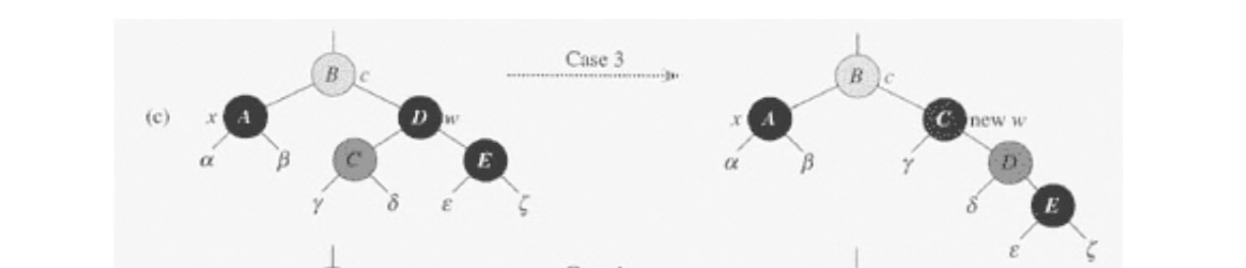 B c Case 3 B c
(c) x A D w x A C new w
α β C E α β γ D
γ δ ε ζ δ E
ε ζ